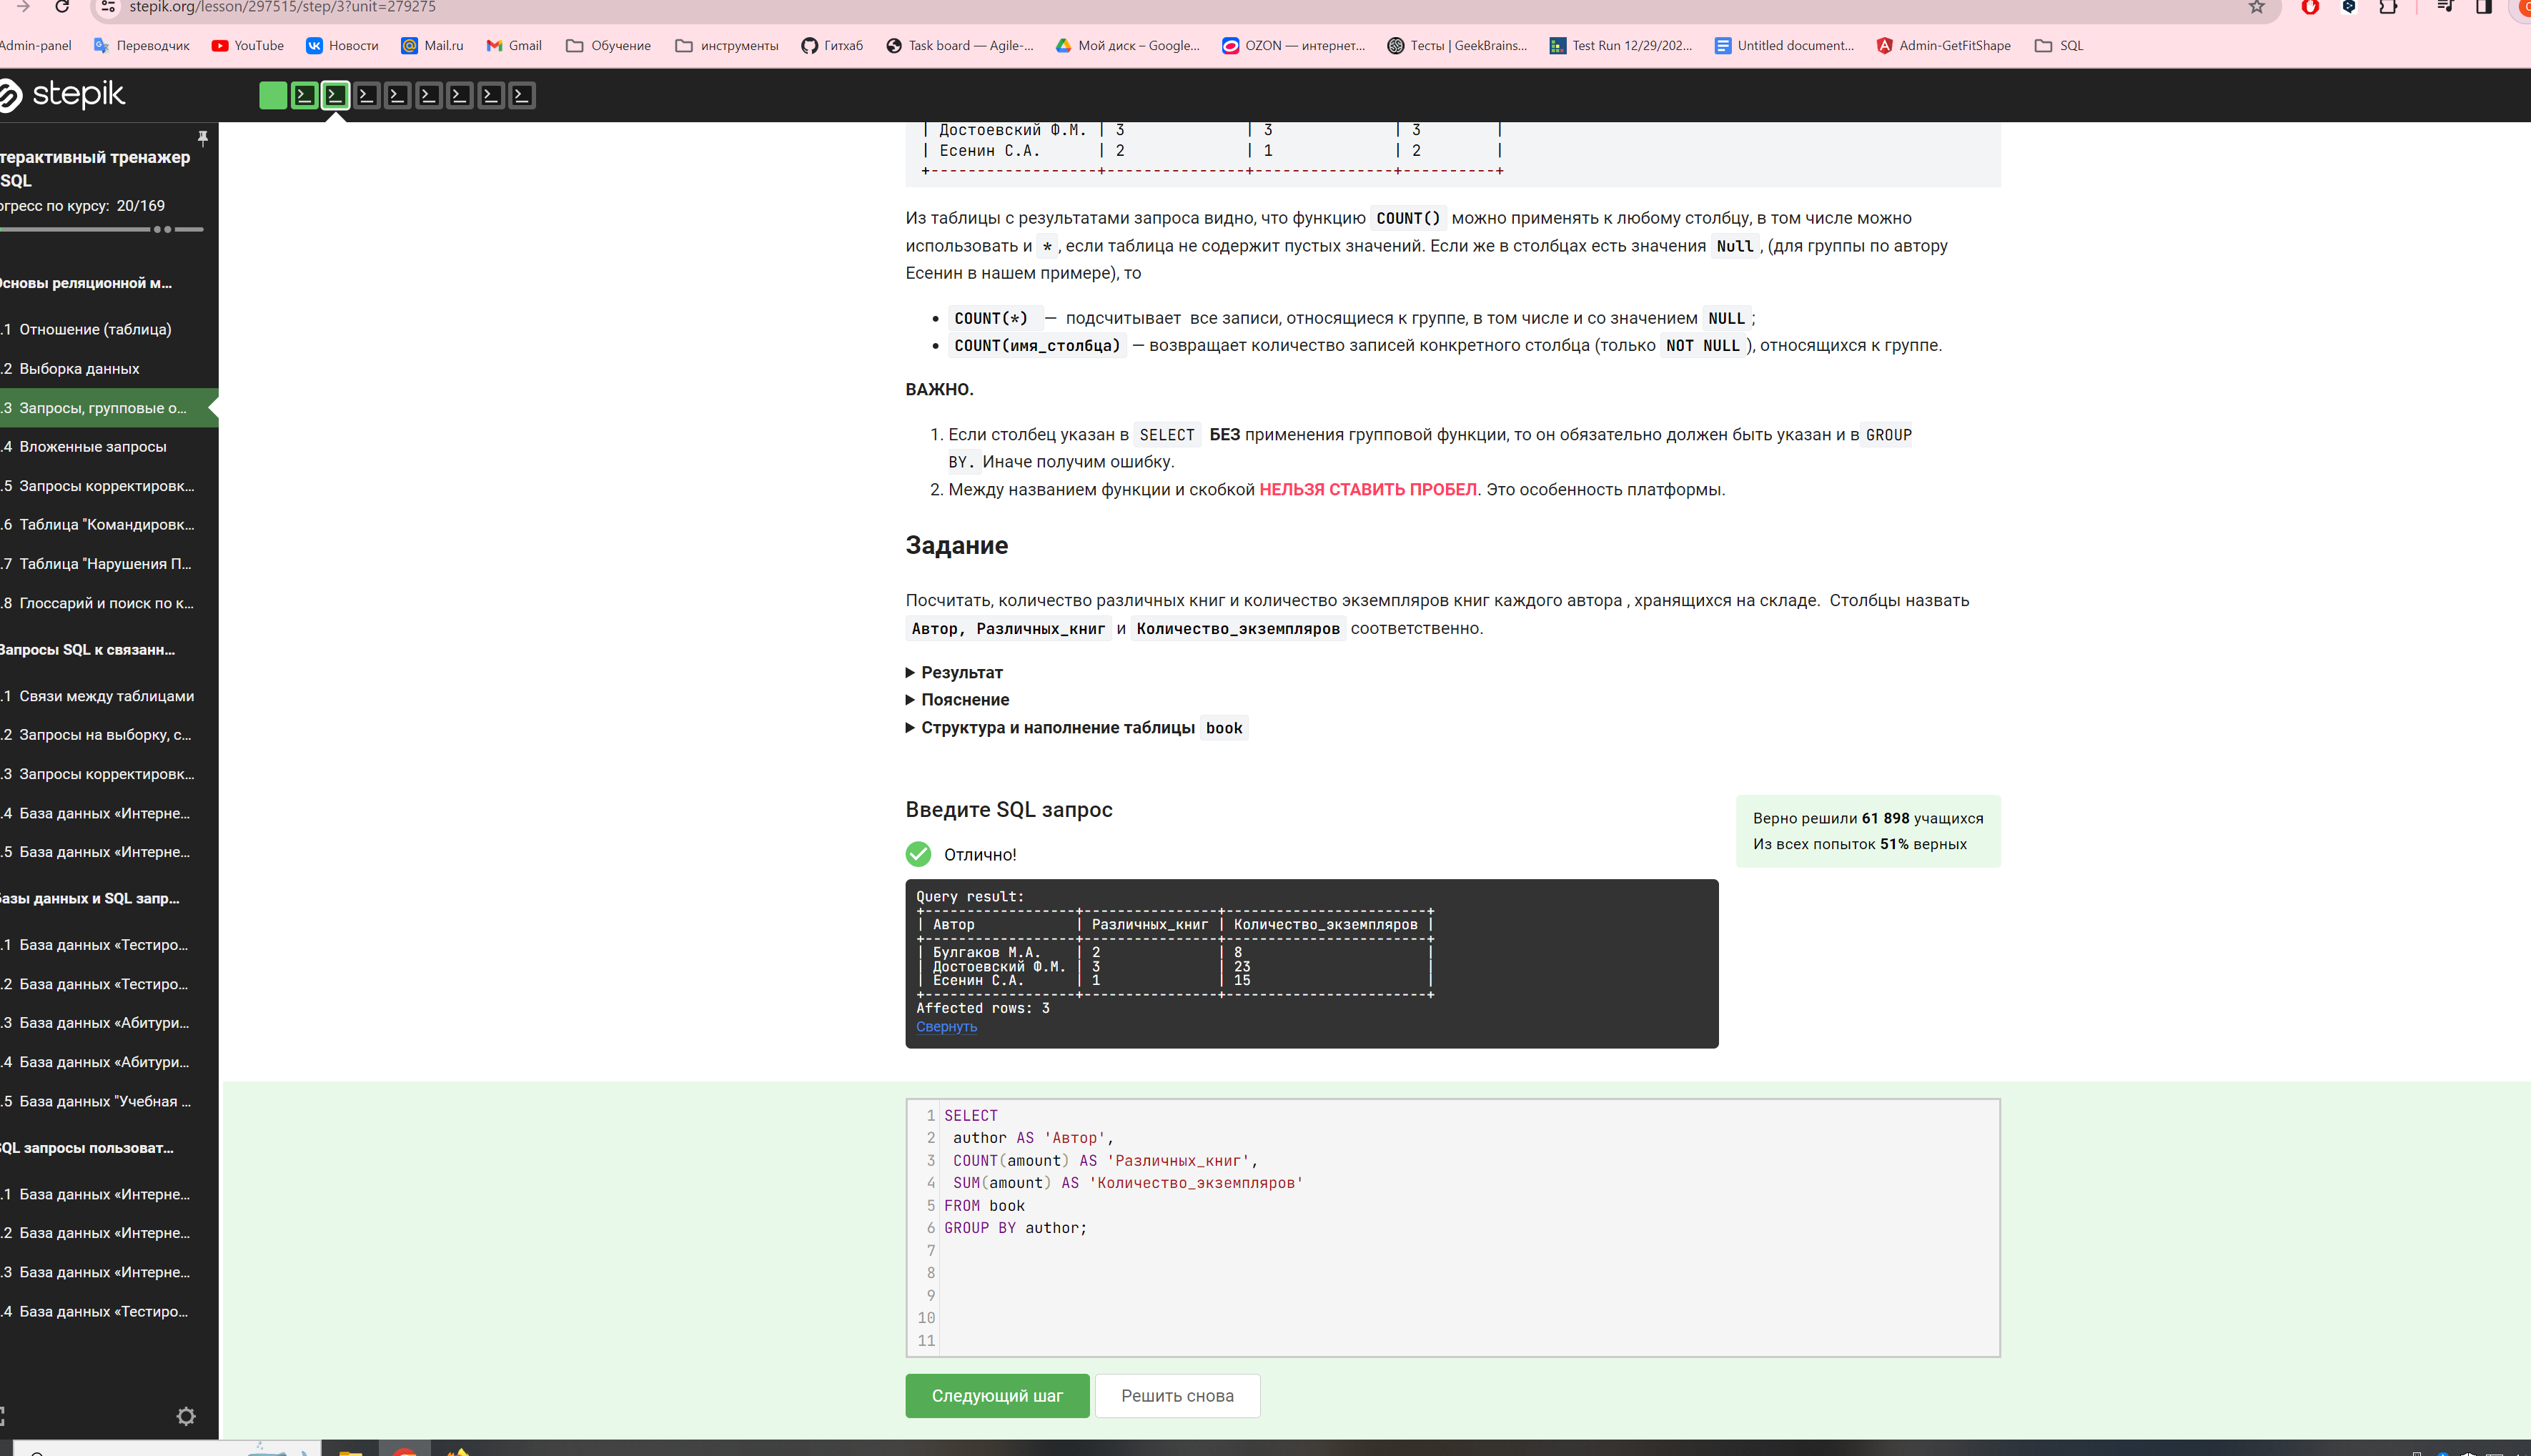 stepik.org/lesson/297515/step/3?unit=279275
Admin-panel Переводчик YouTube Новости Mail.ru Gmail Обучение инструменты Гитхаб Task board — Agile-... Мой диск – Google... OZON — интернет... Тесты | GeekBrains... Test Run 12/29/202... Untitled document... Admin-GetFitShape SQL
stepik
терактивный тренажер
SQL
огресс по курсу: 20/169
Основы реляционной м...
.1 Отношение (таблица)
.2 Выборка данных
.3 Запросы, групповые о...
.4 Вложенные запросы
.5 Запросы корректировк...
.6 Таблица "Командировк...
.7 Таблица "Нарушения П...
.8 Глоссарий и поиск по к...
Запросы SQL к связанн...
.1 Связи между таблицами
.2 Запросы на выборку, с...
.3 Запросы корректировк...
.4 База данных «Интерне...
.5 База данных «Интерне...
Базы данных и SQL запр...
.1 База данных «Тестиро...
.2 База данных «Тестиро...
.3 База данных «Абитури...
.4 База данных «Абитури...
.5 База данных "Учебная ...
SQL запросы пользоват...
.1 База данных «Интерне...
.2 База данных «Интерне...
.3 База данных «Интерне...
.4 База данных «Тестиро...
| Достоевский Ф.М. | 3 | 3 | 3 |
| Есенин С.А. | 2 | 1 | 2 |
+------------------+---------------+---------------+----------+
Из таблицы с результатами запроса видно, что функцию COUNT() можно применять к любому столбцу, в том числе можно
использовать и *, если таблица не содержит пустых значений. Если же в столбцах есть значения Null, (для группы по автору
Есенин в нашем примере), то
• COUNT(*) — подсчитывает все записи, относящиеся к группе, в том числе и со значением NULL;
• COUNT(имя_столбца) — возвращает количество записей конкретного столбца (только NOT NULL), относящихся к группе.
ВАЖНО.
1. Если столбец указан в SELECT БЕЗ применения групповой функции, то он обязательно должен быть указан и в GROUP
BY. Иначе получим ошибку.
2. Между названием функции и скобкой НЕЛЬЗЯ СТАВИТЬ ПРОБЕЛ. Это особенность платформы.
Задание
Посчитать, количество различных книг и количество экземпляров книг каждого автора , хранящихся на складе. Столбцы назвать
Автор, Различных_книг и Количество_экземпляров соответственно.
Результат
Пояснение
Структура и наполнение таблицы book
Введите SQL запрос
Верно решили 61 898 учащихся
Из всех попыток 51% верных
Отлично!
Query result:
+------------------+----------------+------------------------+
| Автор | Различных_книг | Количество_экземпляров |
+------------------+----------------+------------------------+
| Булгаков М.А. | 2 | 8 |
| Достоевский Ф.М. | 3 | 23 |
| Есенин С.А. | 1 | 15 |
+------------------+----------------+------------------------+
Affected rows: 3
Свернуть
1 SELECT
2 author AS 'Автор',
3 COUNT(amount) AS 'Различных_книг',
4 SUM(amount) AS 'Количество_экземпляров'
5 FROM book
6 GROUP BY author;
7
8
9
10
11
Следующий шаг Решить снова